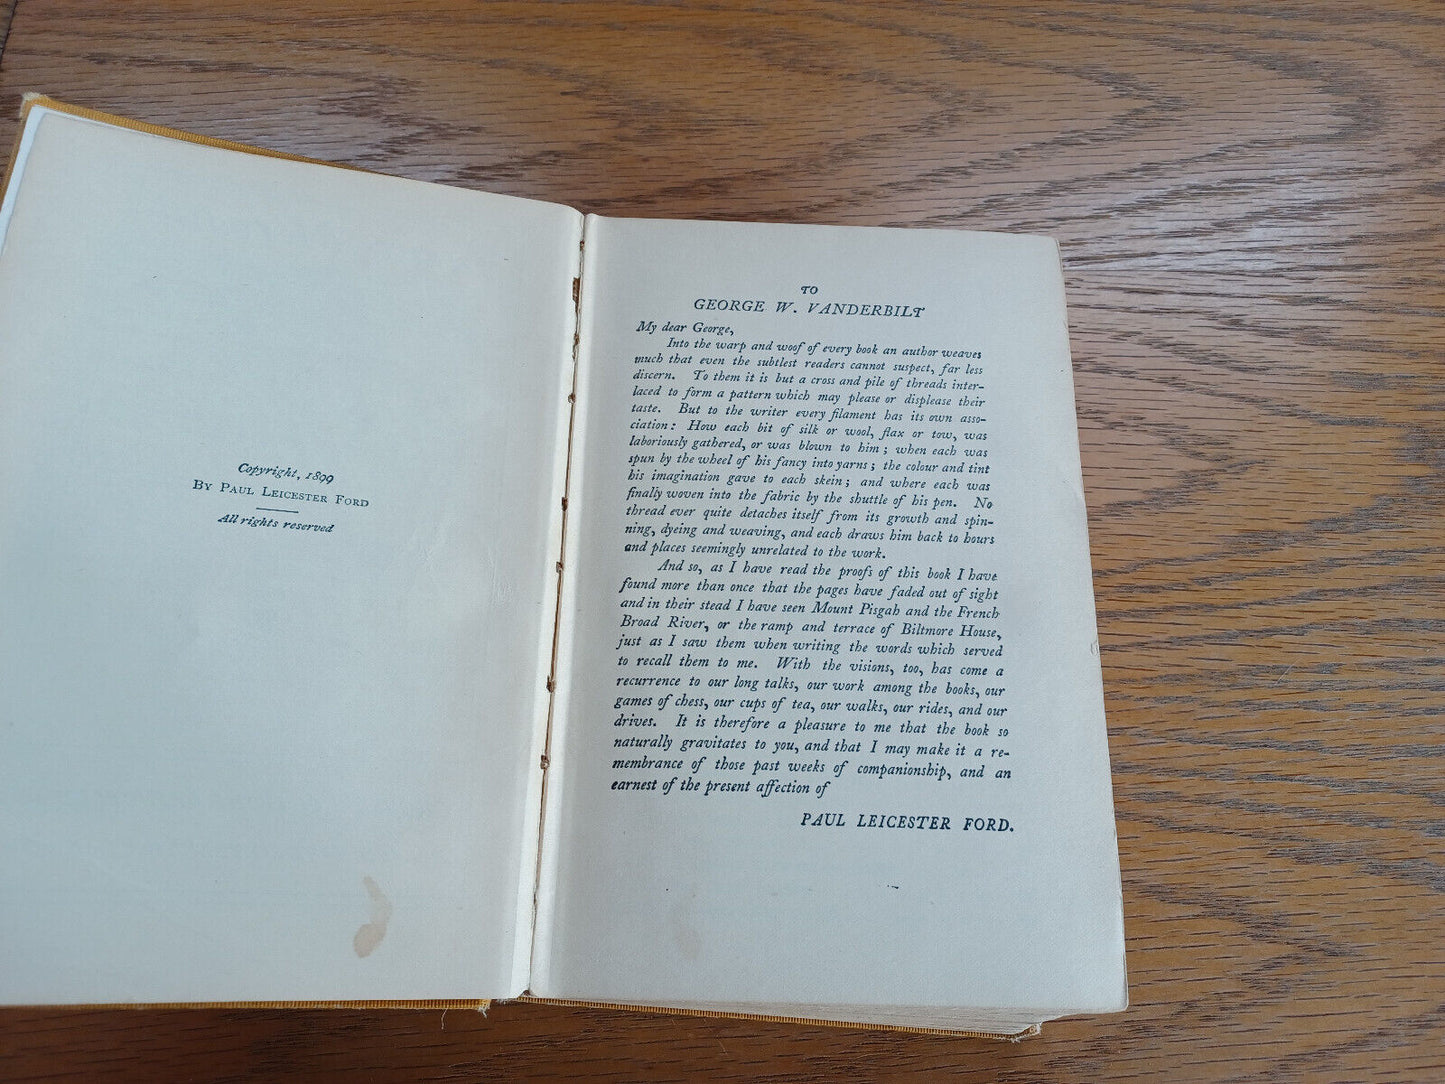 Copyright, 1899
BY PAUL LEICESTER FORD
All rights reserved
TO
GEORGE W. VANDERBILT
My dear George,
Into the warp and woof of every book an author weaves
much that even the subtlest readers cannot suspect, far less
discern. To them it is but a cross and pile of threads inter-
laced to form a pattern which may please or displease their
taste. But to the writer every filament has its own asso-
ciation: How each bit of silk or wool, flax or tow, was
laboriously gathered, or was blown to him; when each was
spun by the wheel of his fancy into yarns; the colour and tint
his imagination gave to each skein; and where each was
finally woven into the fabric by the shuttle of his pen. No
thread ever quite detaches itself from its growth and spin-
ning, dyeing and weaving, and each draws him back to hours
and places seemingly unrelated to the work.
And so, as I have read the proofs of this book I have
found more than once that the pages have faded out of sight
and in their stead I have seen Mount Pisgah and the French
Broad River, or the ramp and terrace of Biltmore House,
just as I saw them when writing the words which served
to recall them to me. With the visions, too, has come a
recurrence to our long talks, our work among the books, our
games of chess, our cups of tea, our walks, our rides, and our
drives. It is therefore a pleasure to me that the book so
naturally gravitates to you, and that I may make it a re-
membrance of those past weeks of companionship, and an
earnest of the present affection of
PAUL LEICESTER FORD.